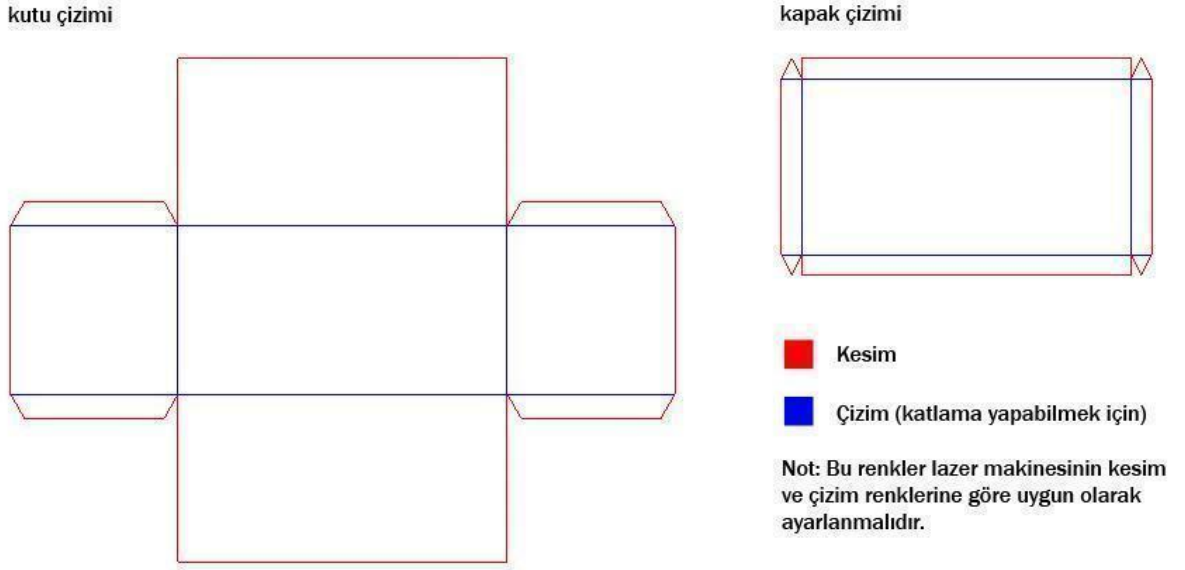 kutu çizimi
kapak çizimi
Kesim
Çizim (katlama yapabilmek için)
Not: Bu renkler lazer makinesinin kesim
ve çizim renklerine göre uygun olarak
ayarlanmalıdır.